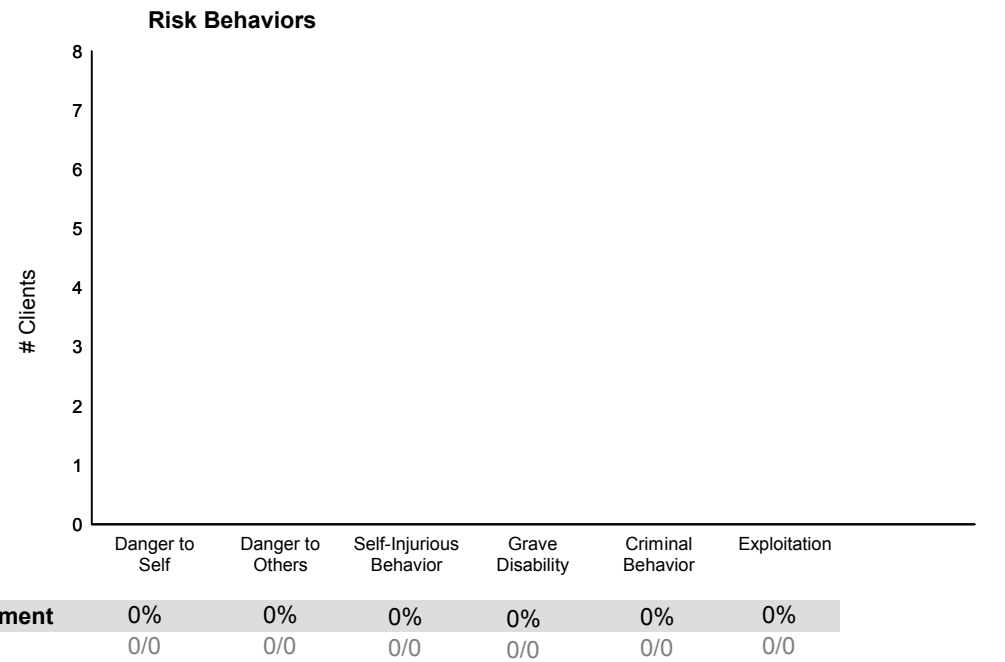 Risk Behaviors
8
7
6
5
4
3
2
1
0
# Clients
Danger to Self
Danger to Others
Self-Injurious Behavior
Grave Disability
Criminal Behavior
Exploitation
ment 0% 0% 0% 0% 0% 0%
0/0 0/0 0/0 0/0 0/0 0/0